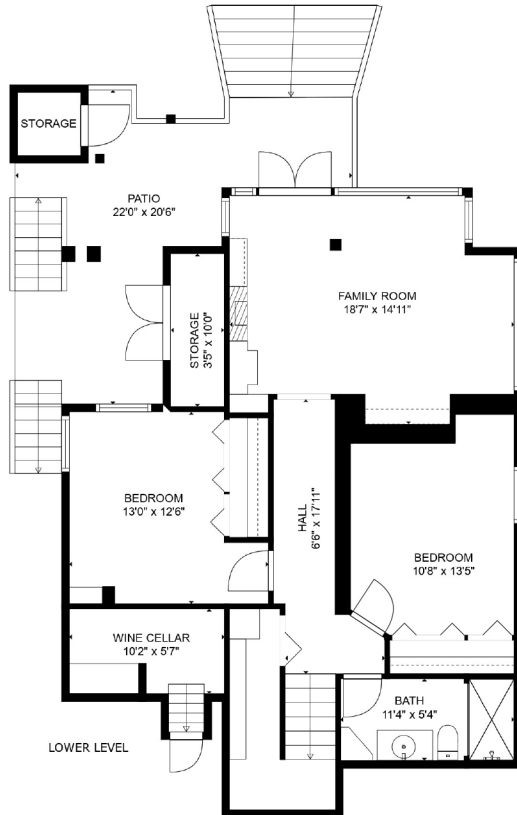 STORAGE
PATIO
22'0" x 20'6"
FAMILY ROOM
18'7" x 14'11"
STORAGE
3'5" x 10'0"
BEDROOM
13'0" x 12'6"
HALL
6'6" x 17'11"
BEDROOM
10'8" x 13'5"
WINE CELLAR
10'2" x 5'7"
BATH
11'4" x 5'4"
LOWER LEVEL